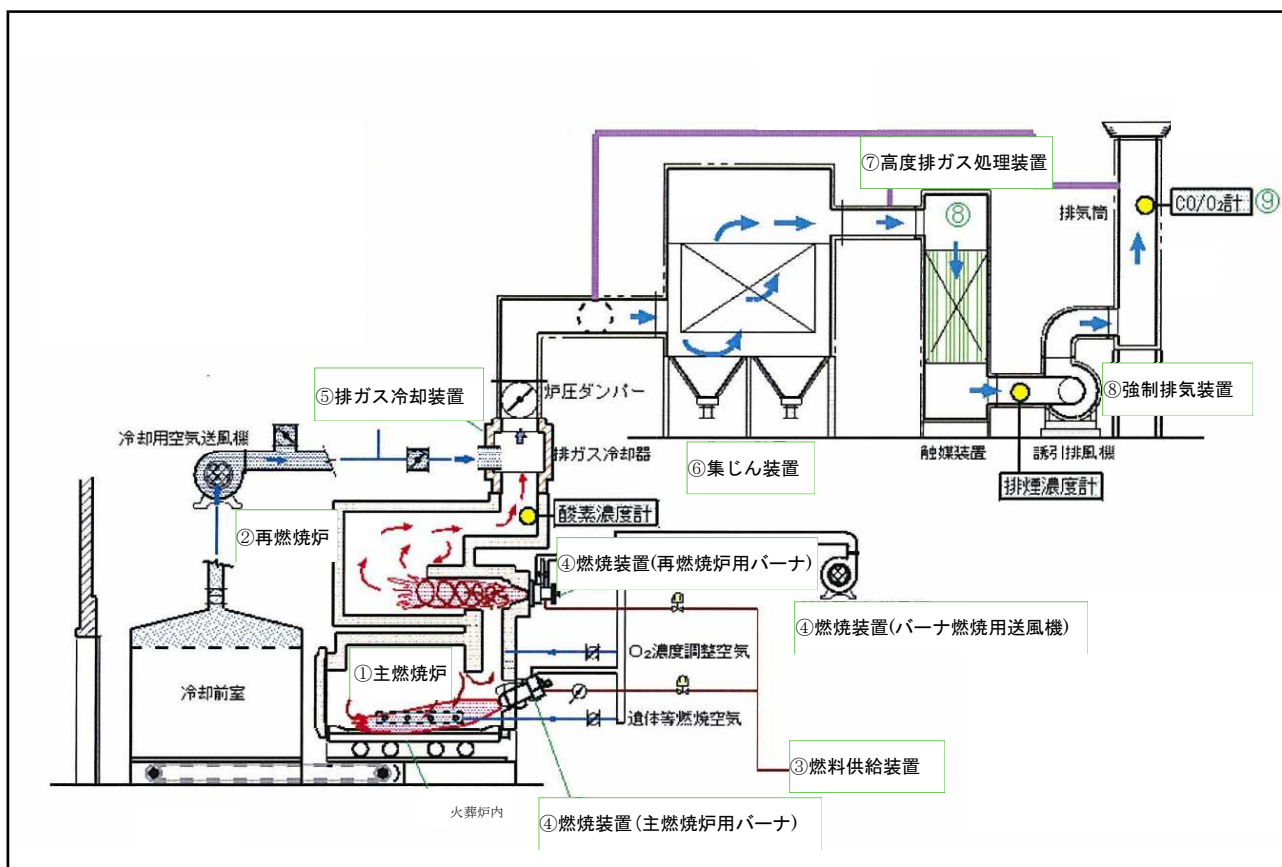 ⑦高度排ガス処理装置
⑧
排気筒
CO/O₂計 ⑨
炉圧ダンパー
⑤排ガス冷却装置
⑧強制排気装置
冷却用空気送風機
排ガス冷却器
⑥集じん装置
触媒装置
誘引排風機
排煙濃度計
酸素濃度計
②再燃焼炉
④燃焼装置(再燃焼炉用バーナ)
④燃焼装置(バーナ燃焼用送風機)
O₂濃度調整空気
①主燃焼炉
冷却前室
遺体等燃焼空気
③燃料供給装置
火葬炉内
④燃焼装置(主燃焼炉用バーナ)